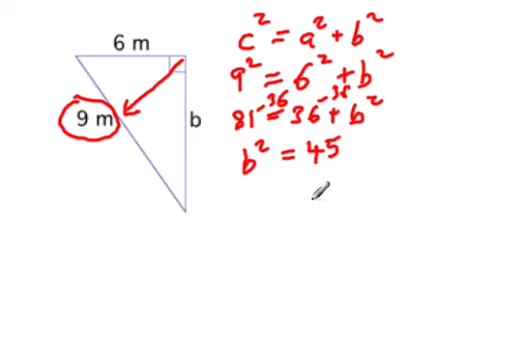 6 m
9 m
b
c² = a² + b²
9² = 6² + b²
81⁻³⁶ = 36⁻³⁶ + b²
b² = 45